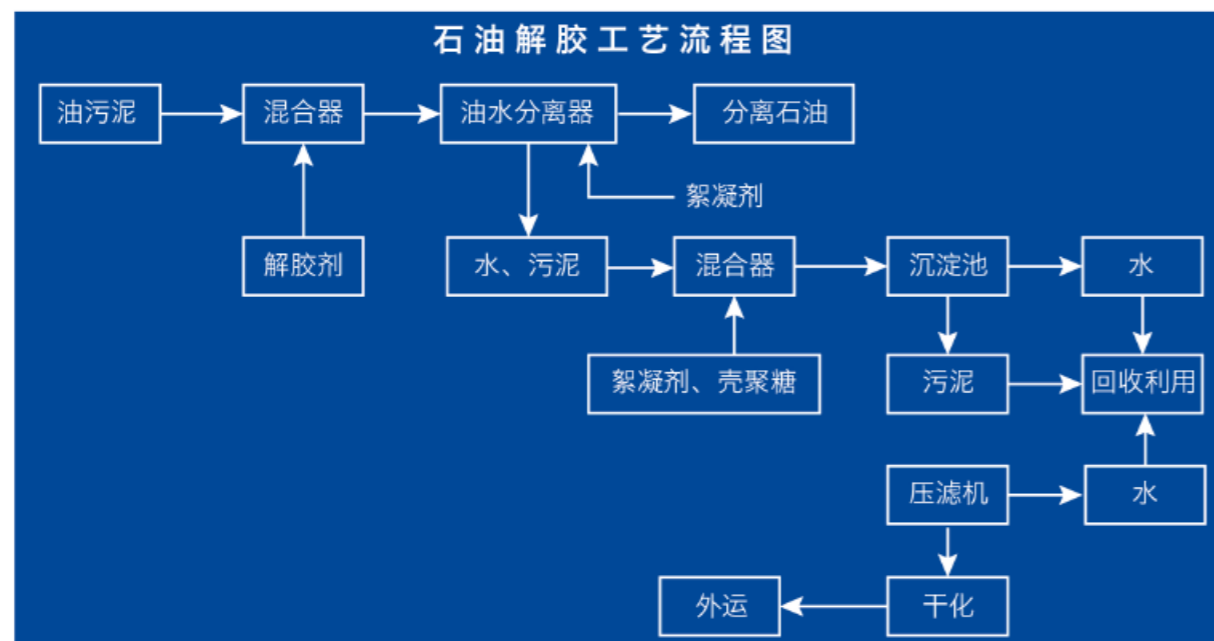 石油解胶工艺流程图
油污泥
混合器
油水分离器
分离石油
絮凝剂
解胶剂
水、污泥
混合器
沉淀池
水
絮凝剂、壳聚糖
污泥
回收利用
压滤机
水
外运
干化